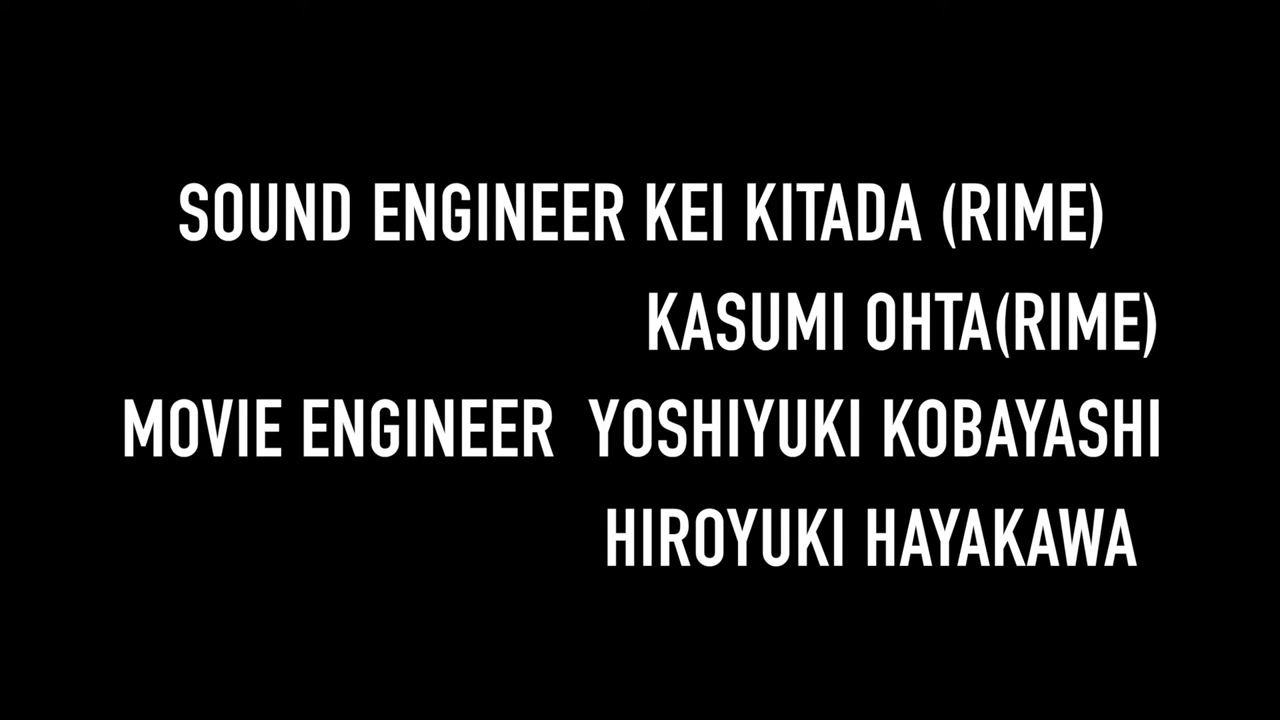 SOUND ENGINEER KEI KITADA (RIME)
KASUMI OHTA(RIME)
MOVIE ENGINEER YOSHIYUKI KOBAYASHI
HIROYUKI HAYAKAWA